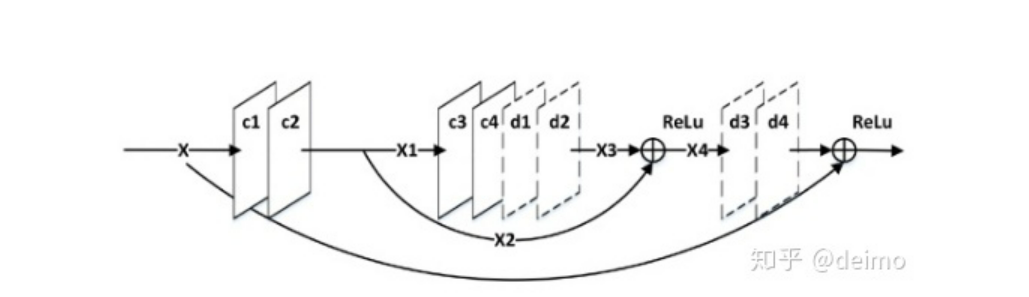 c1 c2 c3 c4 d1 d2 ReLu d3 d4 ReLu
X X1 X3 X4
X2
知乎 @deimo